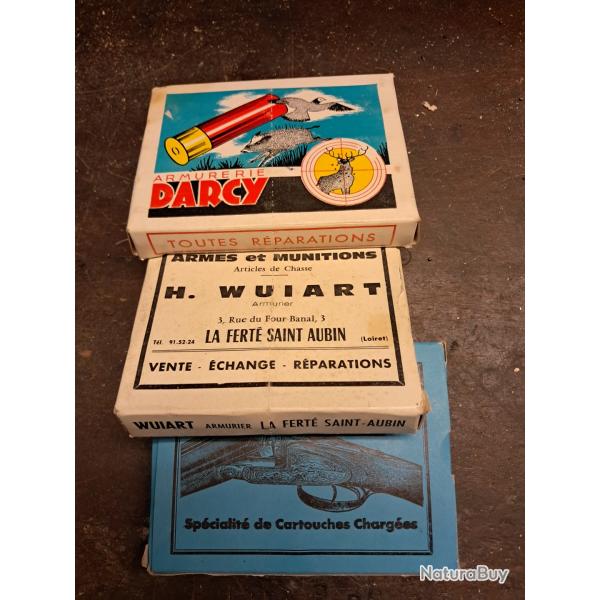 ARMURERIE
DARCY
TOUTES RÉPARATIONS
ARMES et MUNITIONS
Articles de Chasse
H. WUIART
Armurier
3, Rue du Four-Banal, 3
Tél. 91.52-24 LA FERTÉ SAINT AUBIN (Loiret)
VENTE - ÉCHANGE - RÉPARATIONS
WUIART ARMURIER LA FERTÉ SAINT-AUBIN
Spécialité de Cartouches Chargées
NaturaBuy